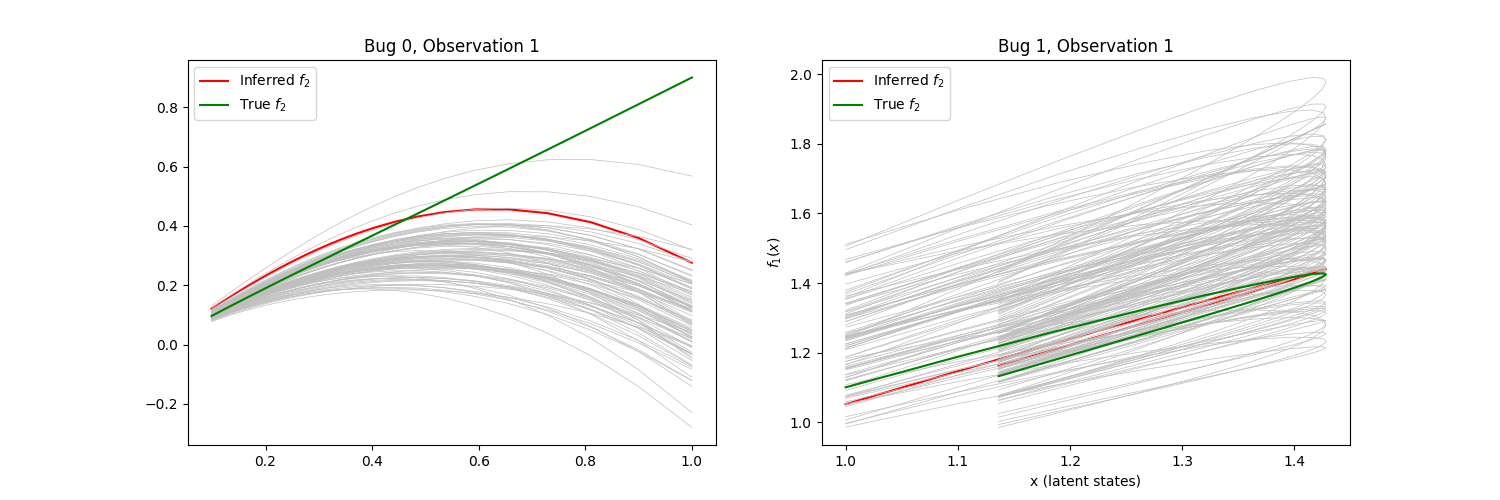 Bug 0, Observation 1
Inferred f₂
True f₂
0.8
0.6
0.4
0.2
0.0
−0.2
0.2 0.4 0.6 0.8 1.0
Bug 1, Observation 1
Inferred f₂
True f₂
f₁(x)
2.0
1.8
1.6
1.4
1.2
1.0
1.0 1.1 1.2 1.3 1.4
x (latent states)